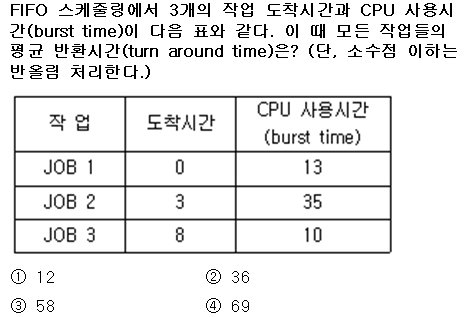 FIFO 스케줄링에서 3개의 작업 도착시간과 CPU 사용시
간(burst time)이 다음 표와 같다. 이 때 모든 작업들의
평균 반환시간(turn around time)은? (단, 소수점 이하는
반올림 처리한다.)
작 업 도착시간 CPU 사용시간
(burst time)
JOB 1 0 13
JOB 2 3 35
JOB 3 8 10
① 12 ② 36
③ 58 ④ 69